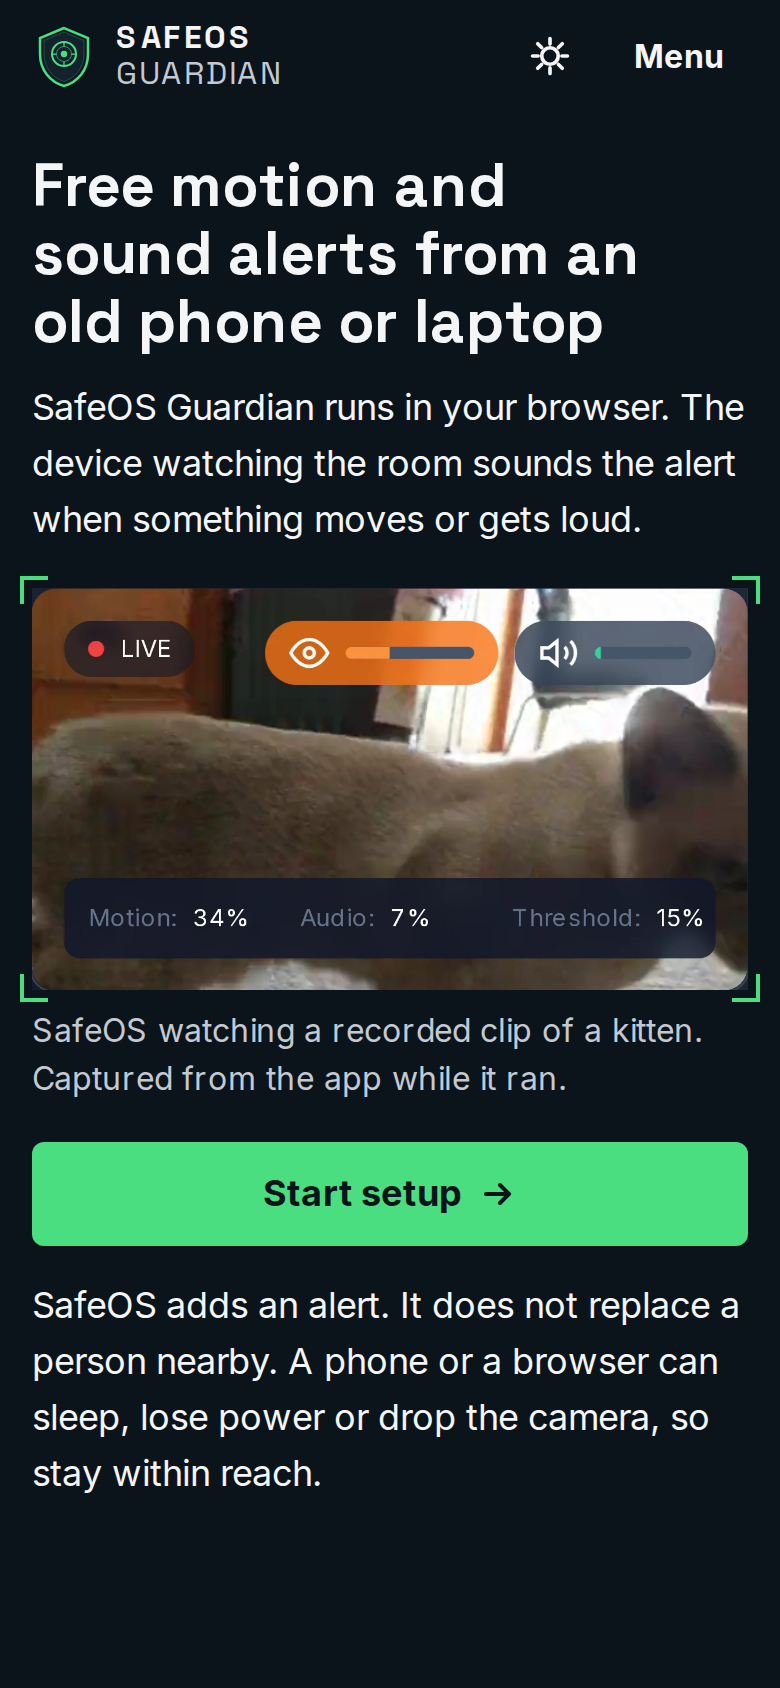 SAFEOS
GUARDIAN
Menu
Free motion and
sound alerts from an
old phone or laptop
SafeOS Guardian runs in your browser. The
device watching the room sounds the alert
when something moves or gets loud.
LIVE
Motion: 34% Audio: 7% Threshold: 15%
SafeOS watching a recorded clip of a kitten.
Captured from the app while it ran.
Start setup →
SafeOS adds an alert. It does not replace a
person nearby. A phone or a browser can
sleep, lose power or drop the camera, so
stay within reach.